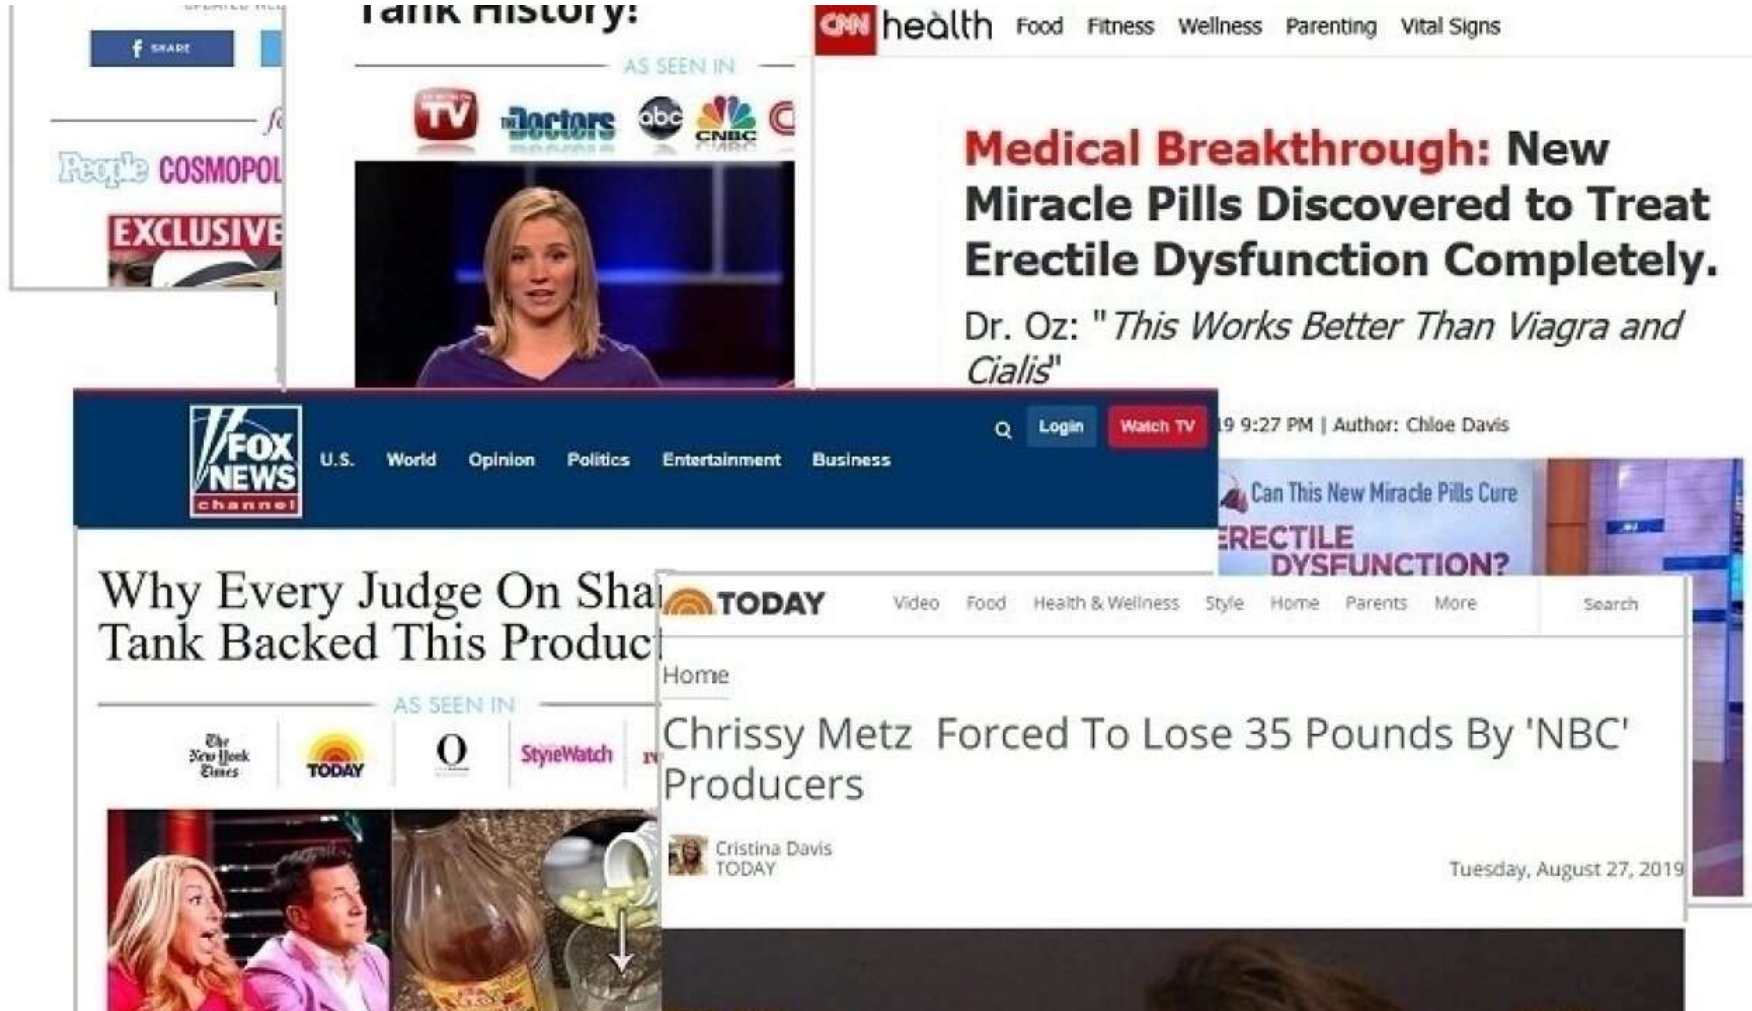 SHARE
People COSMOPOL
EXCLUSIVE
Tank History!
AS SEEN IN
TV
THE Doctors
abc
CNBC
CNN health Food Fitness Wellness Parenting Vital Signs
Medical Breakthrough: New
Miracle Pills Discovered to Treat
Erectile Dysfunction Completely.
Dr. Oz: "This Works Better Than Viagra and
Cialis"
19 9:27 PM | Author: Chloe Davis
Can This New Miracle Pills Cure
ERECTILE
DYSFUNCTION?
FOX
NEWS
channel
U.S. World Opinion Politics Entertainment Business
Login Watch TV
Why Every Judge On Sha
Tank Backed This Product
AS SEEN IN
The
New York
Times
TODAY
O
StyleWatch
TODAY Video Food Health & Wellness Style Home Parents More Search
Home
Chrissy Metz Forced To Lose 35 Pounds By 'NBC'
Producers
Cristina Davis
TODAY
Tuesday, August 27, 2019